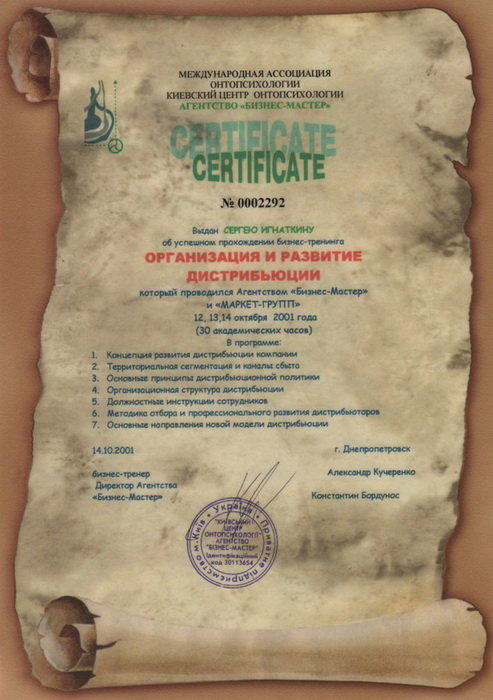 МЕЖДУНАРОДНАЯ АССОЦИАЦИЯ
ОНТОПСИХОЛОГИИ
КИЕВСКИЙ ЦЕНТР ОНТОПСИХОЛОГИИ
АГЕНТСТВО «БИЗНЕС-МАСТЕР»
CERTIFICATE
CERTIFICATE
№ 0002292
Выдан СЕРГЕЮ ИГНАТКИНУ
об успешном прохождении бизнес-тренинга
ОРГАНИЗАЦИЯ И РАЗВИТИЕ
ДИСТРИБЬЮЦИИ
который проводился Агентством «Бизнес-Мастер»
и «МАРКЕТ-ГРУПП»
12, 13,14 октября 2001 года
(30 академических часов)
В программе:
1. Концепция развития дистрибьюции компании
2. Территориальная сегментация и каналы сбыта
3. Основные принципы дистрибьюционной политики
4. Организационная структура дистрибьюции
5. Должностные инструкции сотрудников
6. Методика отбора и профессионального развития дистрибьюторов
7. Основные направления новой модели дистрибьюции
14.10.2001 г. Днепропетровск
бизнес-тренер Александр Кучеренко
Директор Агентства
«Бизнес-Мастер» Константин Бордунос
Україна * Приватне підприємство * м.Київ
"КИЇВСЬКИЙ
ЦЕНТР
ОНТОПСИХОЛОГІЇ
АГЕНТСТВО
"БІЗНЕС-МАСТЕР"
Ідентифікаційний
код 30113654